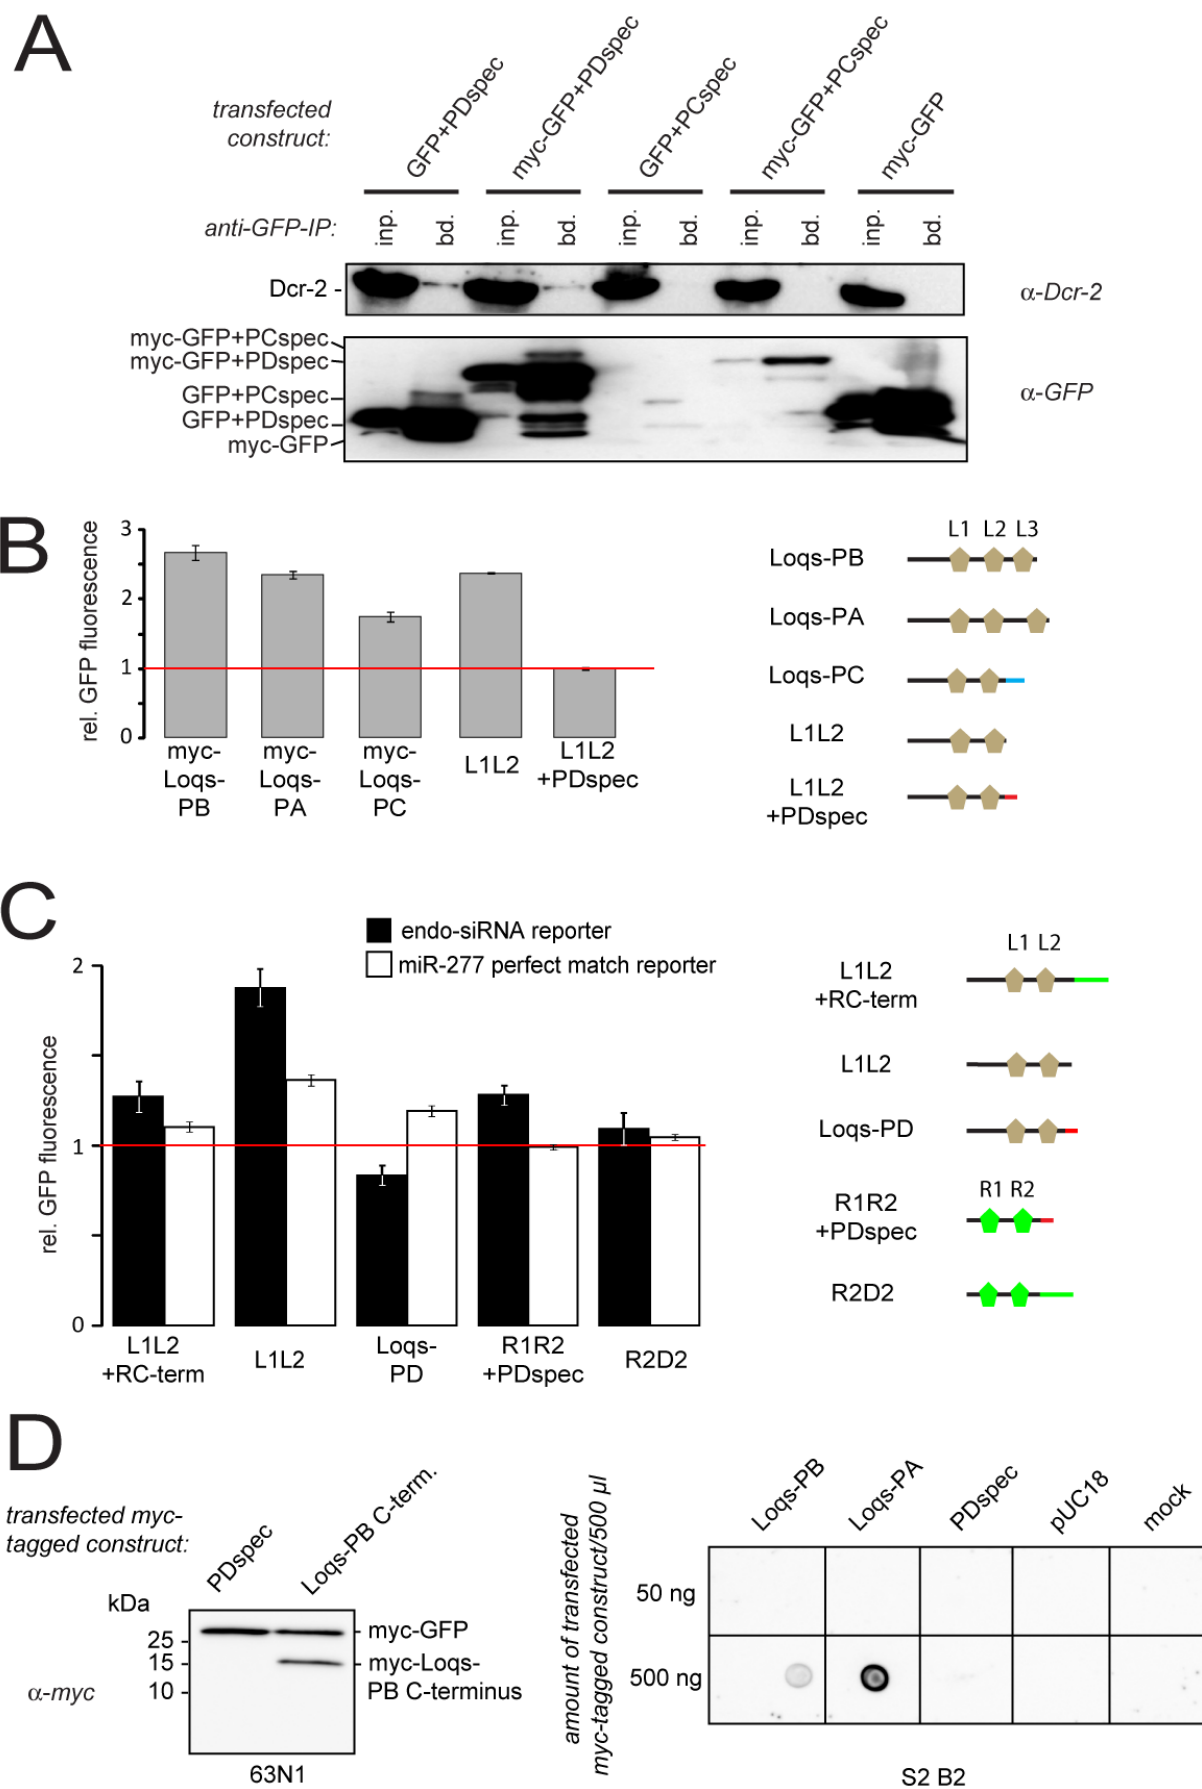 A
transfected
construct:
GFP+PDspec
myc-GFP+PDspec
GFP+PCspec
myc-GFP+PCspec
myc-GFP
anti-GFP-IP:
inp.
bd.
inp.
bd.
inp.
bd.
inp.
bd.
inp.
bd.
Dcr-2 -
α-Dcr-2
myc-GFP+PCspec
myc-GFP+PDspec
GFP+PCspec
GFP+PDspec
myc-GFP
α-GFP
B
rel. GFP fluorescence
3
2
1
0
myc-
Loqs-
PB
myc-
Loqs-
PA
myc-
Loqs-
PC
L1L2
L1L2
+PDspec
L1 L2 L3
Loqs-PB
Loqs-PA
Loqs-PC
L1L2
L1L2
+PDspec
C
endo-siRNA reporter
miR-277 perfect match reporter
rel. GFP fluorescence
2
1
0
L1L2
+RC-term
L1L2
Loqs-
PD
R1R2
+PDspec
R2D2
L1 L2
L1L2
+RC-term
L1L2
Loqs-PD
R1 R2
R1R2
+PDspec
R2D2
D
transfected myc-
tagged construct:
PDspec
Loqs-PB C-term.
kDa
25 -
15 -
10 -
myc-GFP
myc-Loqs-
PB C-terminus
α-myc
63N1
amount of transfected
myc-tagged construct/500 µl
Loqs-PB
Loqs-PA
PDspec
pUC18
mock
50 ng
500 ng
S2 B2